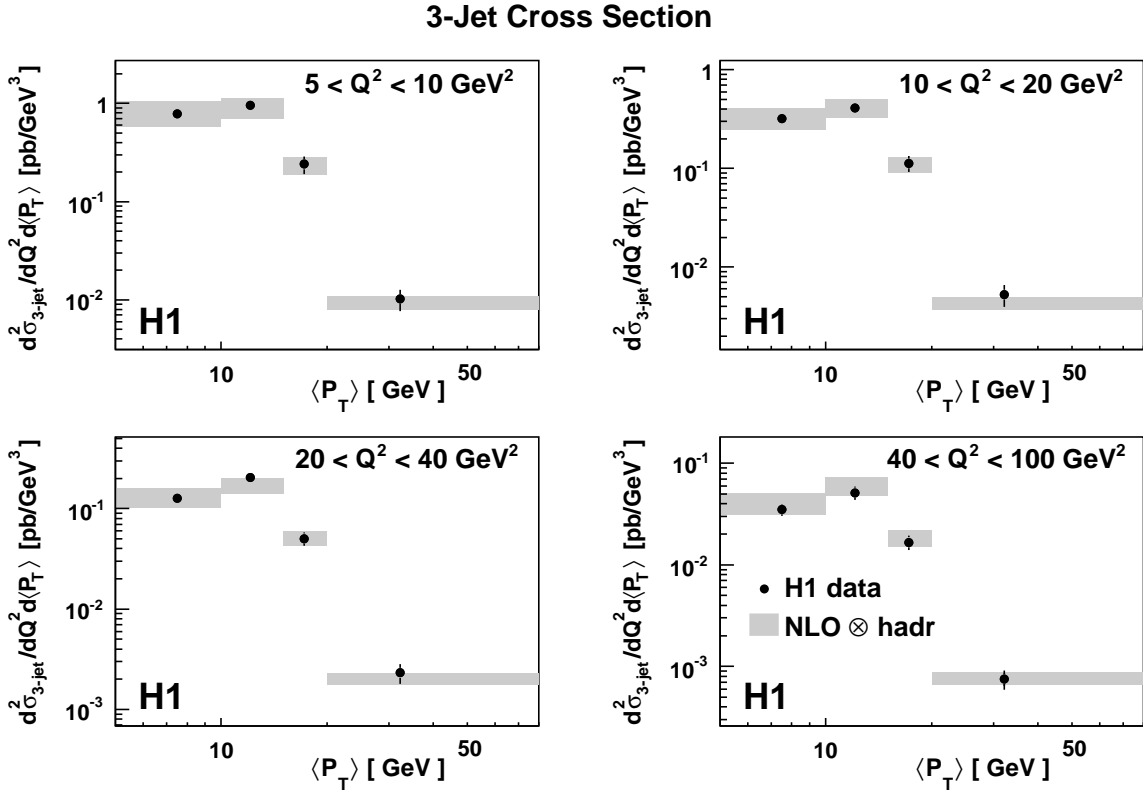 3-Jet Cross Section
d²σ₃₋ⱼₑₜ/dQ²d⟨P_T⟩ [pb/GeV³]
5 < Q² < 10 GeV²
1
10⁻¹
10⁻²
H1
10
50
⟨P_T⟩ [ GeV ]
d²σ₃₋ⱼₑₜ/dQ²d⟨P_T⟩ [pb/GeV³]
10 < Q² < 20 GeV²
1
10⁻¹
10⁻²
H1
10
50
⟨P_T⟩ [ GeV ]
d²σ₃₋ⱼₑₜ/dQ²d⟨P_T⟩ [pb/GeV³]
20 < Q² < 40 GeV²
10⁻¹
10⁻²
10⁻³
H1
10
50
⟨P_T⟩ [ GeV ]
d²σ₃₋ⱼₑₜ/dQ²d⟨P_T⟩ [pb/GeV³]
40 < Q² < 100 GeV²
10⁻¹
10⁻²
10⁻³
H1 data
NLO ⊗ hadr
H1
10
50
⟨P_T⟩ [ GeV ]